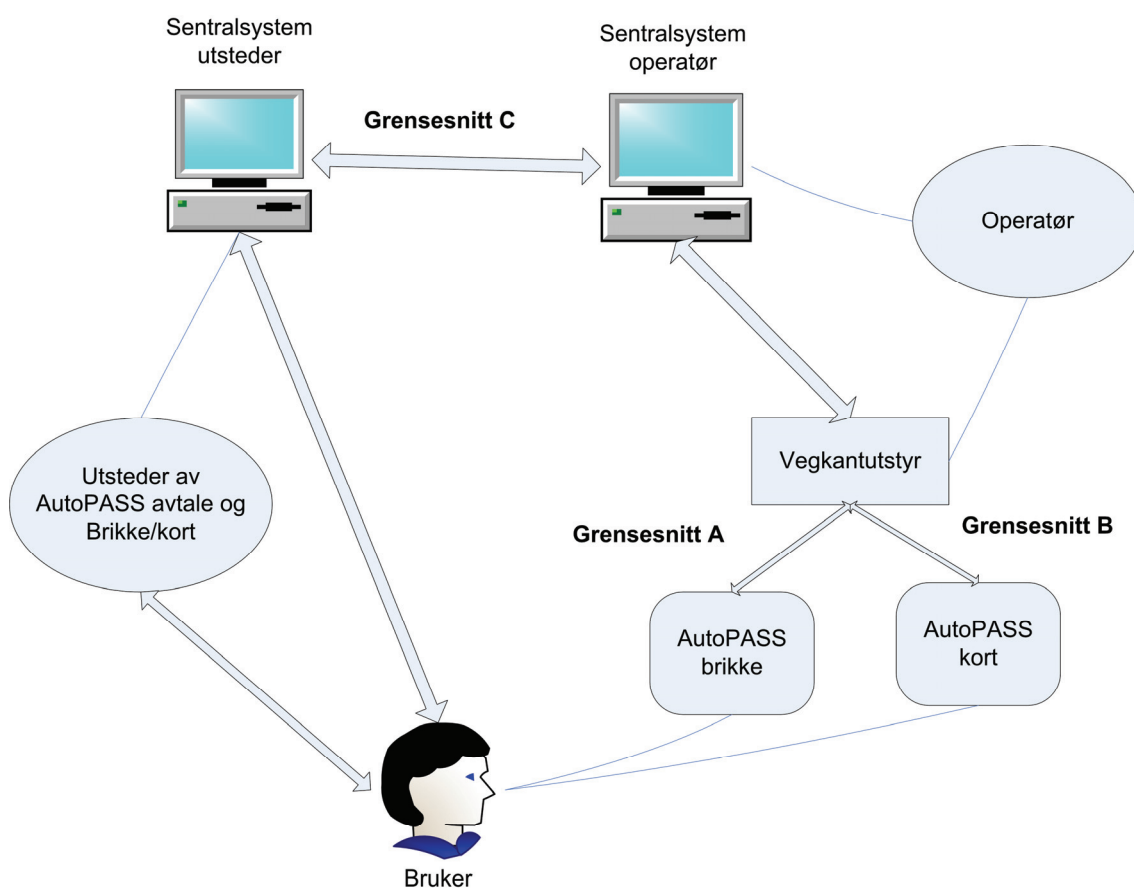 Sentralsystem
utsteder
Sentralsystem
operatør
Grensesnitt C
Operatør
Vegkantutstyr
Utsteder av
AutoPASS avtale og
Brikke/kort
Grensesnitt A
Grensesnitt B
AutoPASS
brikke
AutoPASS
kort
Bruker